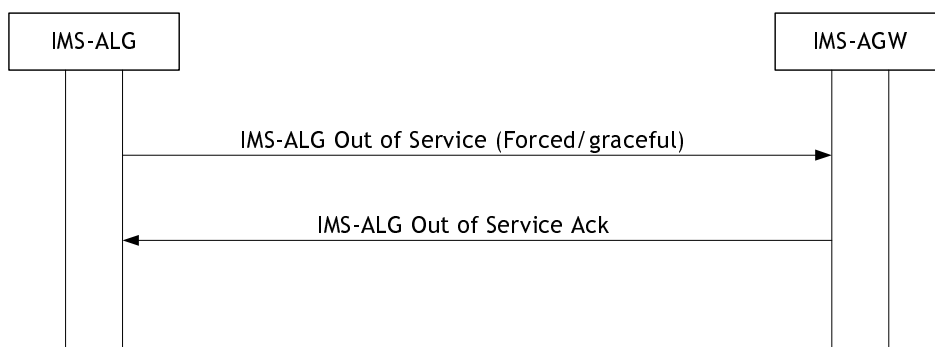 IMS-ALG
IMS-AGW
IMS-ALG Out of Service (Forced/graceful)
IMS-ALG Out of Service Ack